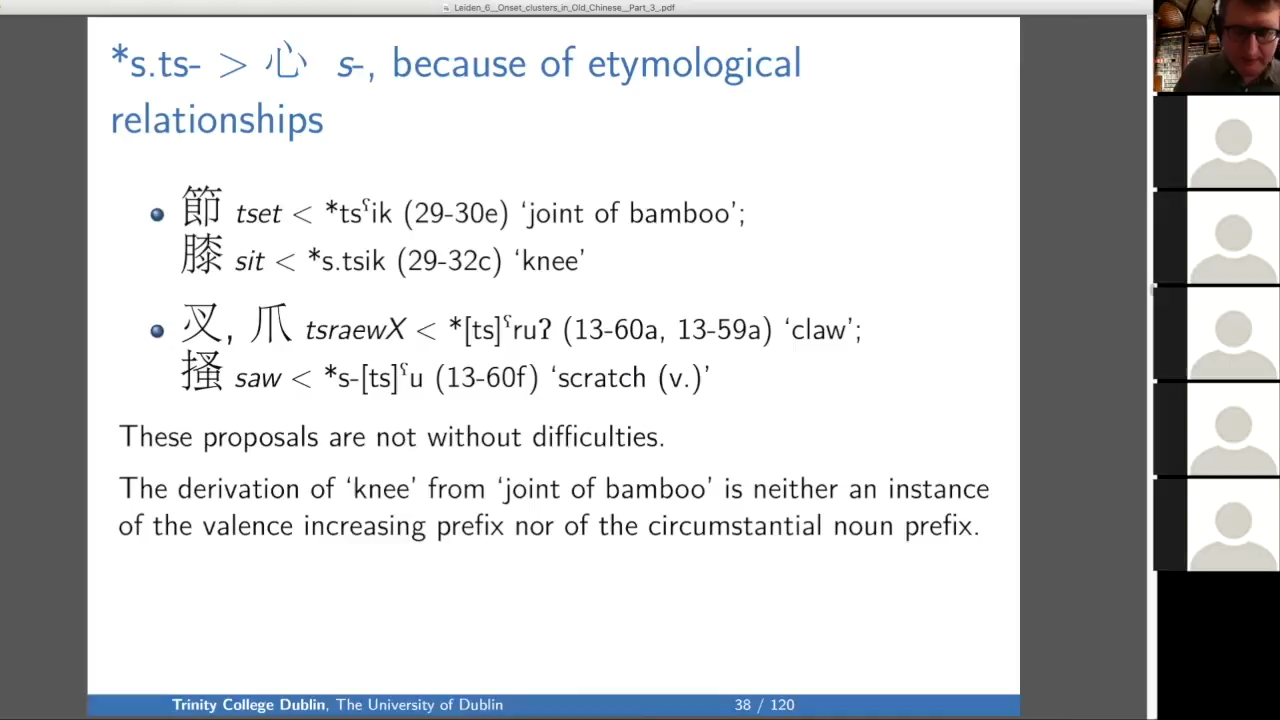 Leiden_6__Onset_clusters_in_Old_Chinese__Part_3_.pdf
*s.ts- > 心 s-, because of etymological
relationships
節 tset < *tsˤik (29-30e) ‘joint of bamboo’;
膝 sit < *s.tsik (29-32c) ‘knee’
叉, 爪 tsraewX < *[ts]ˤruʔ (13-60a, 13-59a) ‘claw’;
搔 saw < *s-[ts]ˤu (13-60f) ‘scratch (v.)’
These proposals are not without difficulties.
The derivation of ‘knee’ from ‘joint of bamboo’ is neither an instance
of the valence increasing prefix nor of the circumstantial noun prefix.
Trinity College Dublin, The University of Dublin 38 / 120